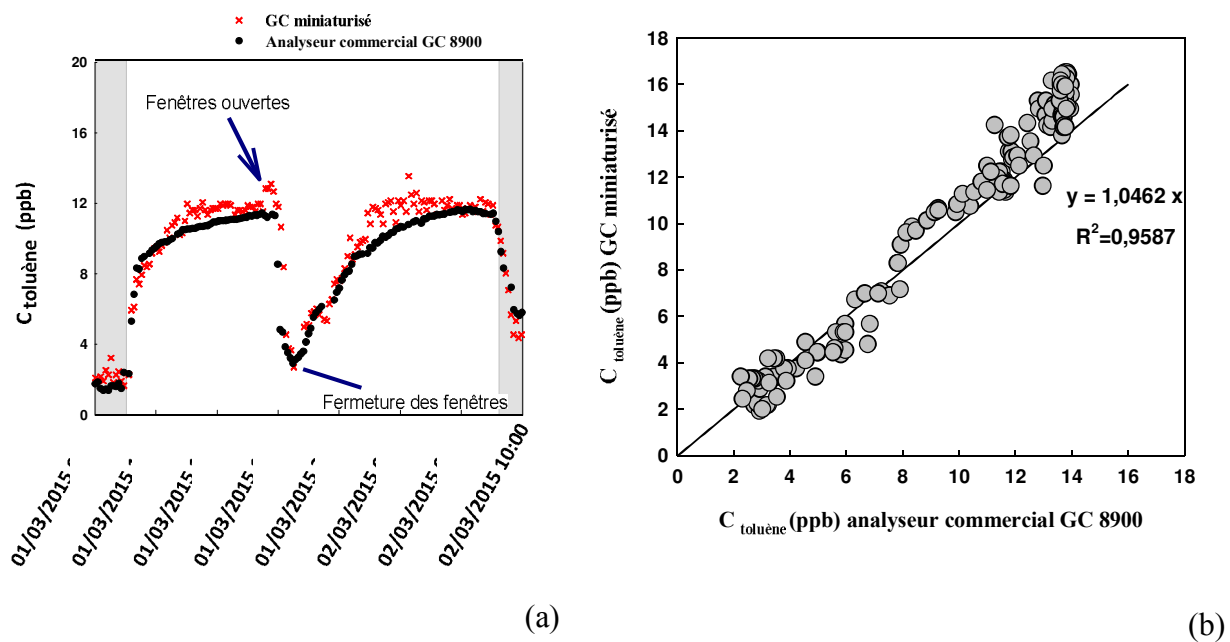 GC miniaturisé
Analyseur commercial GC 8900
20
16
12
8
4
0
C toluène (ppb)
Fenêtres ouvertes
Fermeture des fenêtres
01/03/2015
01/03/2015
01/03/2015
01/03/2015
01/03/2015
02/03/2015
02/03/2015
02/03/2015 10:00
(a)
18
16
14
12
10
8
6
4
2
0
C toluène (ppb) GC miniaturisé
y = 1,0462 x
R²=0,9587
0 2 4 6 8 10 12 14 16 18
C toluène (ppb) analyseur commercial GC 8900
(b)